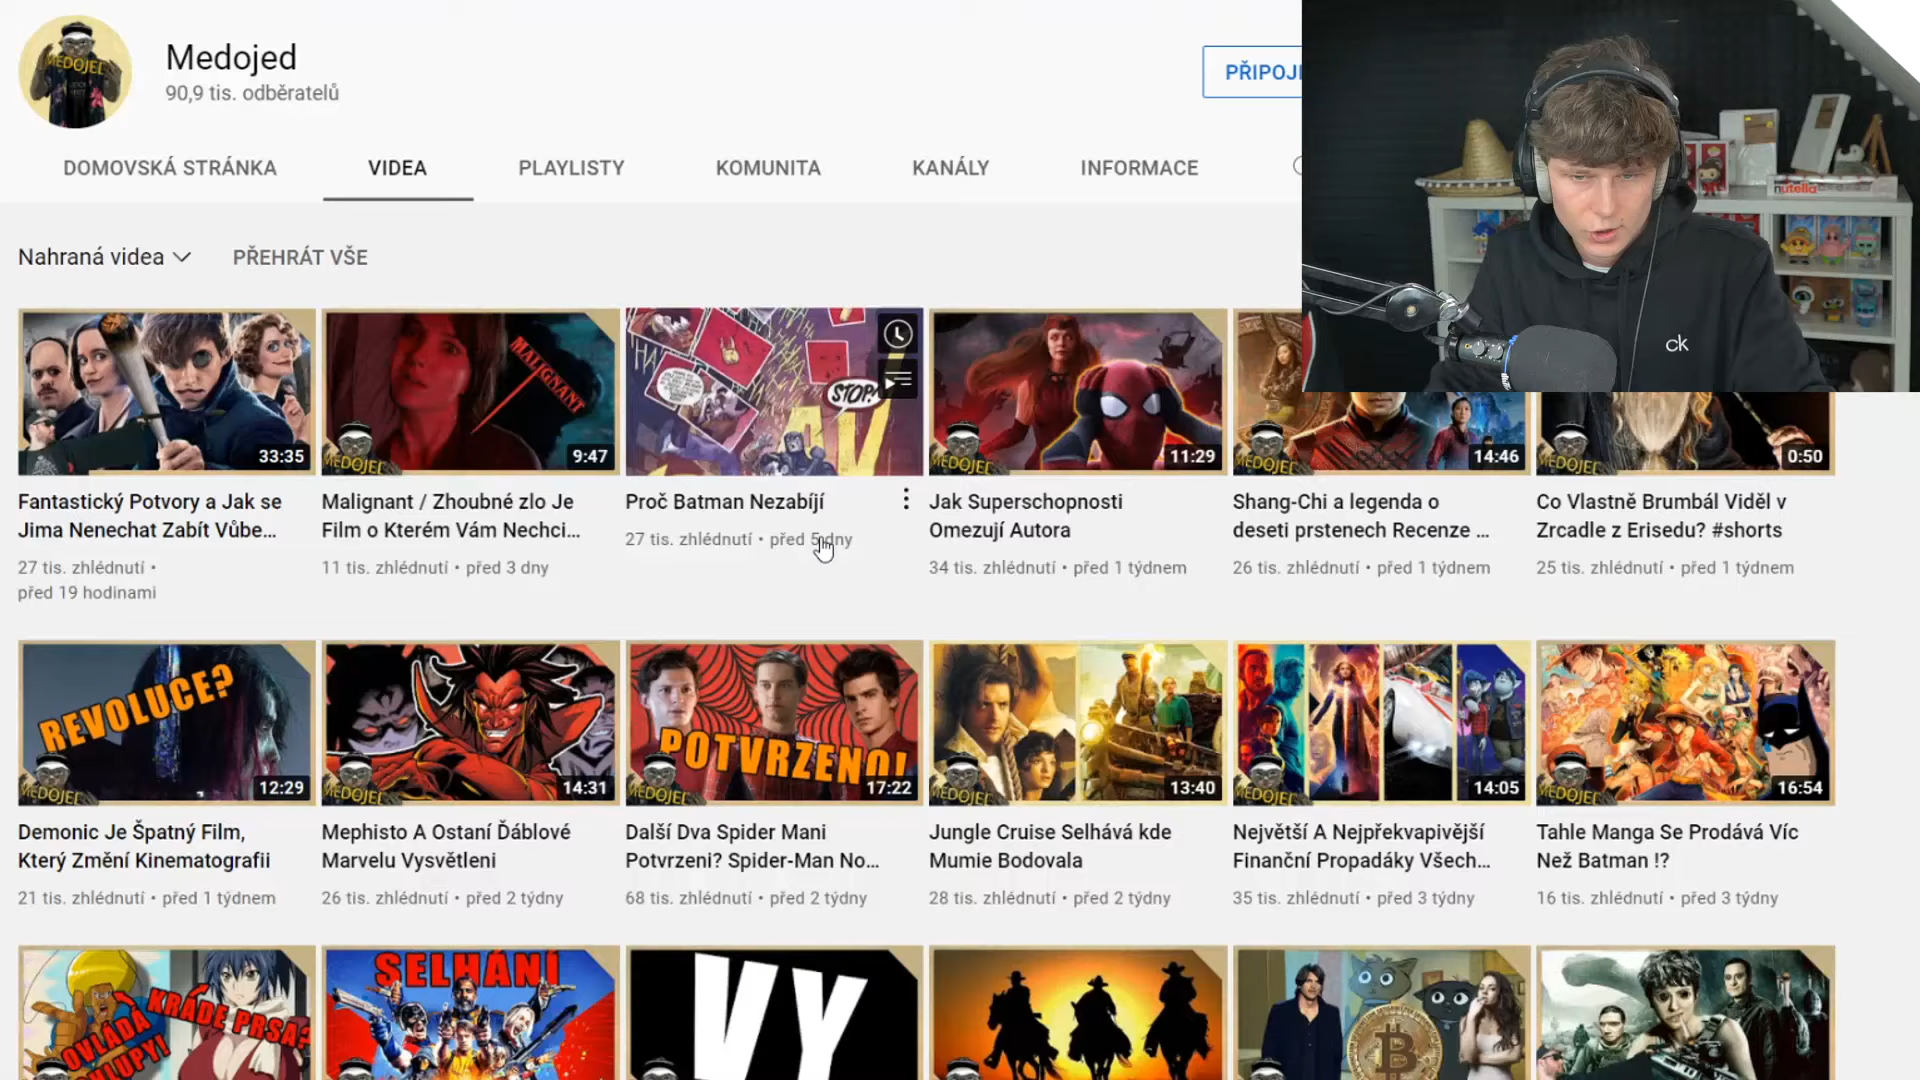 Medojed
90,9 tis. odběratelů
PŘIPOJI
DOMOVSKÁ STRÁNKA
VIDEA
PLAYLISTY
KOMUNITA
KANÁLY
INFORMACE
Nahraná videa
PŘEHRÁT VŠE
nutella
ck
MALIGNANT
STOP!
33:35
9:47
11:29
14:46
0:50
MEDOJED
Fantastický Potvory a Jak se
Jima Nenechat Zabít Vůbe...
27 tis. zhlédnutí •
před 19 hodinami
Malignant / Zhoubné zlo Je
Film o Kterém Vám Nechci...
11 tis. zhlédnutí • před 3 dny
Proč Batman Nezabíjí
27 tis. zhlédnutí • před 5 dny
Jak Superschopnosti
Omezují Autora
34 tis. zhlédnutí • před 1 týdnem
Shang-Chi a legenda o
deseti prstenech Recenze ...
26 tis. zhlédnutí • před 1 týdnem
Co Vlastně Brumbál Viděl v
Zrcadle z Erisedu? #shorts
25 tis. zhlédnutí • před 1 týdnem
REVOLUCE?
POTVRZENO!
12:29
14:31
17:22
13:40
14:05
16:54
Demonic Je Špatný Film,
Který Změní Kinematografii
21 tis. zhlédnutí • před 1 týdnem
Mephisto A Ostaní Ďáblové
Marvelu Vysvětleni
26 tis. zhlédnutí • před 2 týdny
Další Dva Spider Mani
Potvrzeni? Spider-Man No...
68 tis. zhlédnutí • před 2 týdny
Jungle Cruise Selhává kde
Mumie Bodovala
28 tis. zhlédnutí • před 2 týdny
Největší A Nejpřekvapivější
Finanční Propadáky Všech...
35 tis. zhlédnutí • před 3 týdny
Tahle Manga Se Prodává Víc
Než Batman !?
16 tis. zhlédnutí • před 3 týdny
OVLÁDÁ
CHLUPY!
KRÁDE PRSA?
SELHÁNÍ
VY